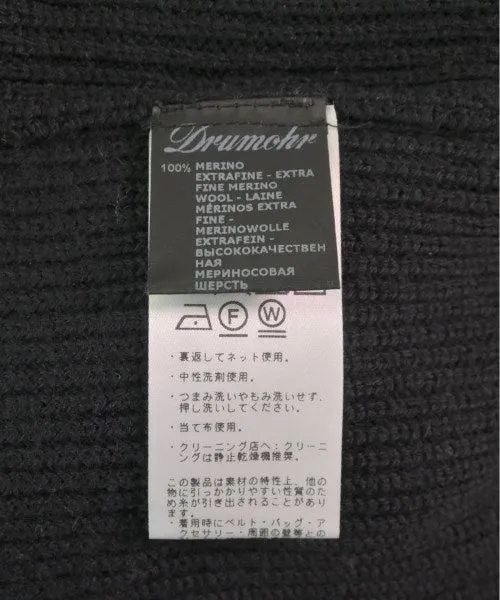 Drumohr
100% MERINO
EXTRAFINE - EXTRA
FINE MERINO
WOOL - LAINE
MÉRINOS EXTRA
FINE -
MERINOWOLLE
EXTRAFEIN -
ВЫСОКОКАЧЕСТВЕН
НАЯ
МЕРИНОСОВАЯ
ШЕРСТЬ
F W
・裏返してネット使用。
・中性洗剤使用。
・つまみ洗いやもみ洗いせず、
押し洗いしてください。
・当て布使用。
・クリーニング店へ:クリーニ
ングは静止乾燥機推奨。
この製品は素材の特性上、他の
物に引っかかりやすい性質のた
め糸が引き出されることがあり
ます。
・着用時にベルト・バッグ・ア
クセサリー・周囲の壁等との